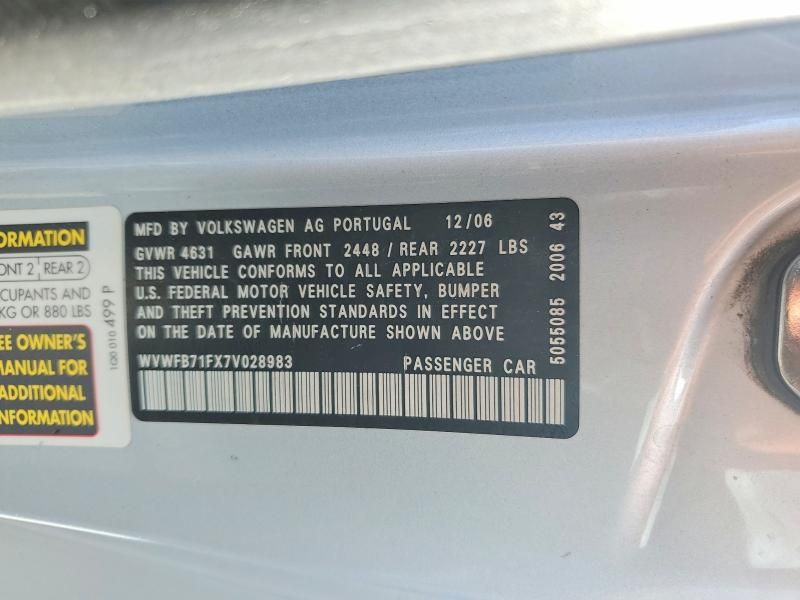 ORMATION
ONT 2 REAR 2
CUPANTS AND
KG OR 880 LBS
EE OWNER'S
MANUAL FOR
ADDITIONAL
NFORMATION
1Q0 010 499 P
MFD BY VOLKSWAGEN AG PORTUGAL 12/06
GVWR 4631 GAWR FRONT 2448 / REAR 2227 LBS
THIS VEHICLE CONFORMS TO ALL APPLICABLE
U.S. FEDERAL MOTOR VEHICLE SAFETY, BUMPER
AND THEFT PREVENTION STANDARDS IN EFFECT
ON THE DATE OF MANUFACTURE SHOWN ABOVE
WVWFB71FX7V028983 PASSENGER CAR
5055085 2006 43